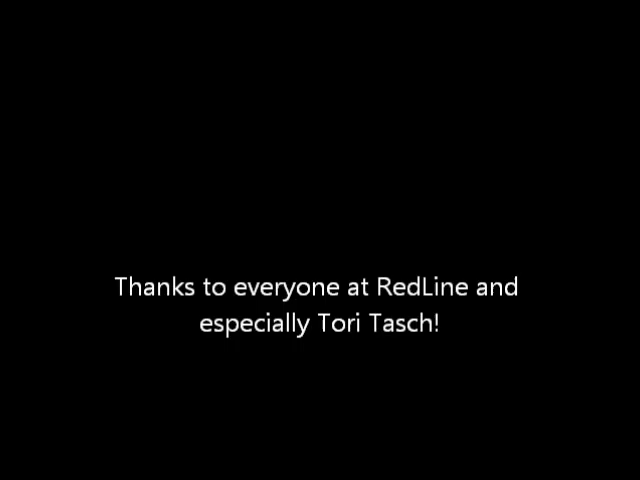 Thanks to everyone at RedLine and
especially Tori Tasch!